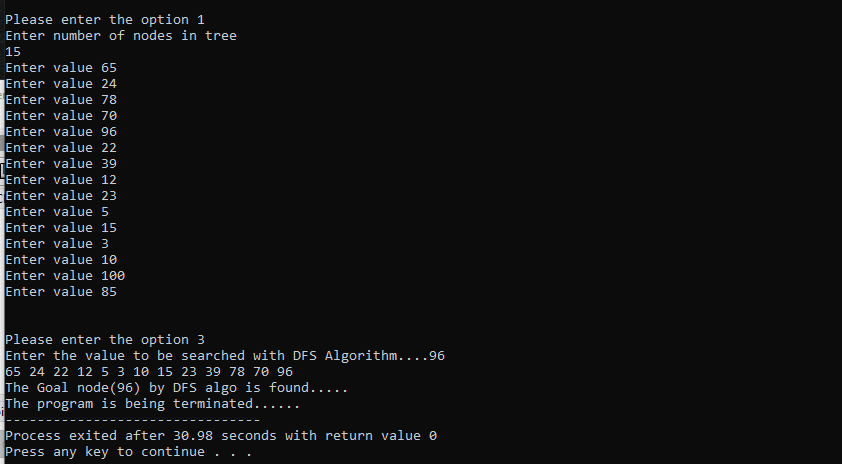 Please enter the option 1
Enter number of nodes in tree
15
Enter value 65
Enter value 24
Enter value 78
Enter value 70
Enter value 96
Enter value 22
Enter value 39
Enter value 12
Enter value 23
Enter value 5
Enter value 15
Enter value 3
Enter value 10
Enter value 100
Enter value 85
Please enter the option 3
Enter the value to be searched with DFS Algorithm....96
65 24 22 12 5 3 10 15 23 39 78 70 96
The Goal node(96) by DFS algo is found.....
The program is being terminated......
--------------------------------
Process exited after 30.98 seconds with return value 0
Press any key to continue . . .